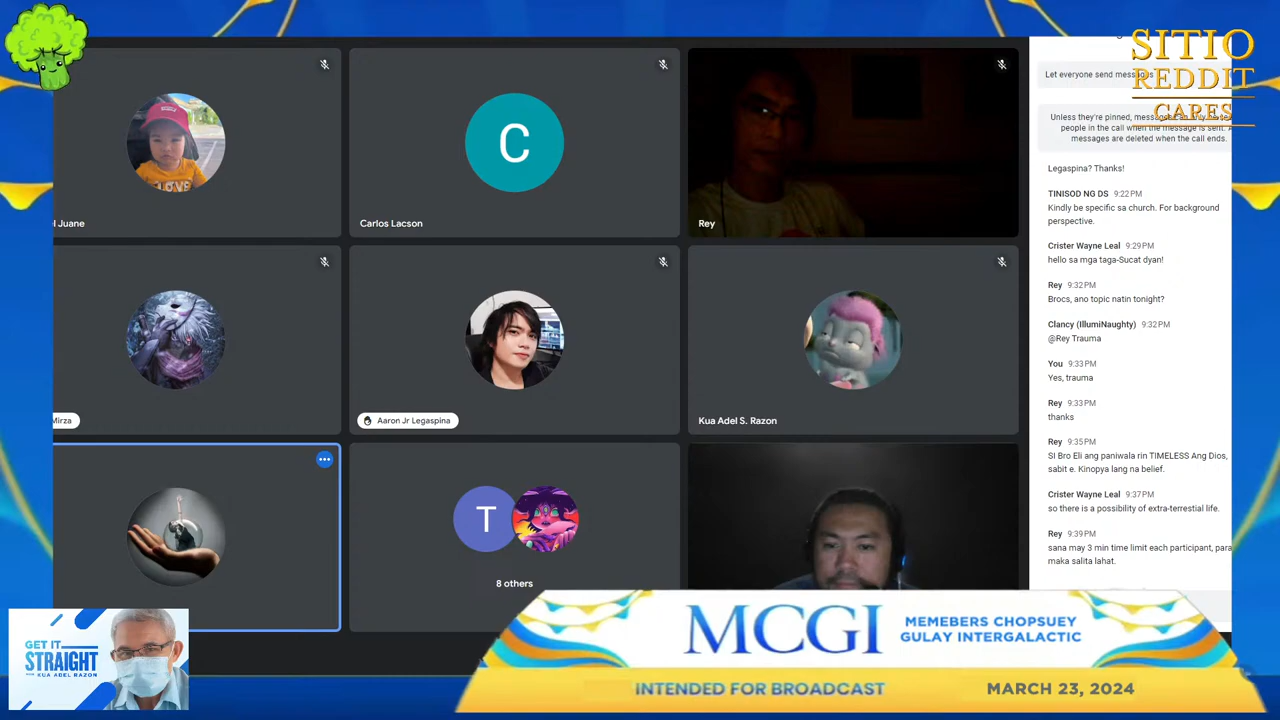 SITIO
REDDIT
CARES
Let everyone send messages
Unless they're pinned, messages can only be
people in the call when the message is sent.
messages are deleted when the call ends.
Legaspina? Thanks!
TINISOD NG DS 9:22 PM
Kindly be specific sa church. For background
perspective.
Crister Wayne Leal 9:29 PM
hello sa mga taga-Sucat dyan!
Rey 9:32 PM
Brocs, ano topic natin tonight?
Clancy (IllumiNaughty) 9:32 PM
@Rey Trauma
You 9:33 PM
Yes, trauma
Rey 9:33 PM
thanks
Rey 9:35 PM
SI Bro Eli ang paniwala rin TIMELESS Ang Dios,
sabit e. Kinopya lang na belief.
Crister Wayne Leal 9:37 PM
so there is a possibility of extra-terrestial life.
Rey 9:39 PM
sana may 3 min time limit each participant, para
maka salita lahat.
l Juane
C
Carlos Lacson
Rey
Mirza
Aaron Jr Legaspina
Kua Adel S. Razon
T
8 others
LOVE
GET IT
STRAIGHT
WITH KUA ADEL RAZON
MCGI
MEMEBERS CHOPSUEY
GULAY INTERGALACTIC
INTENDED FOR BROADCAST
MARCH 23, 2024